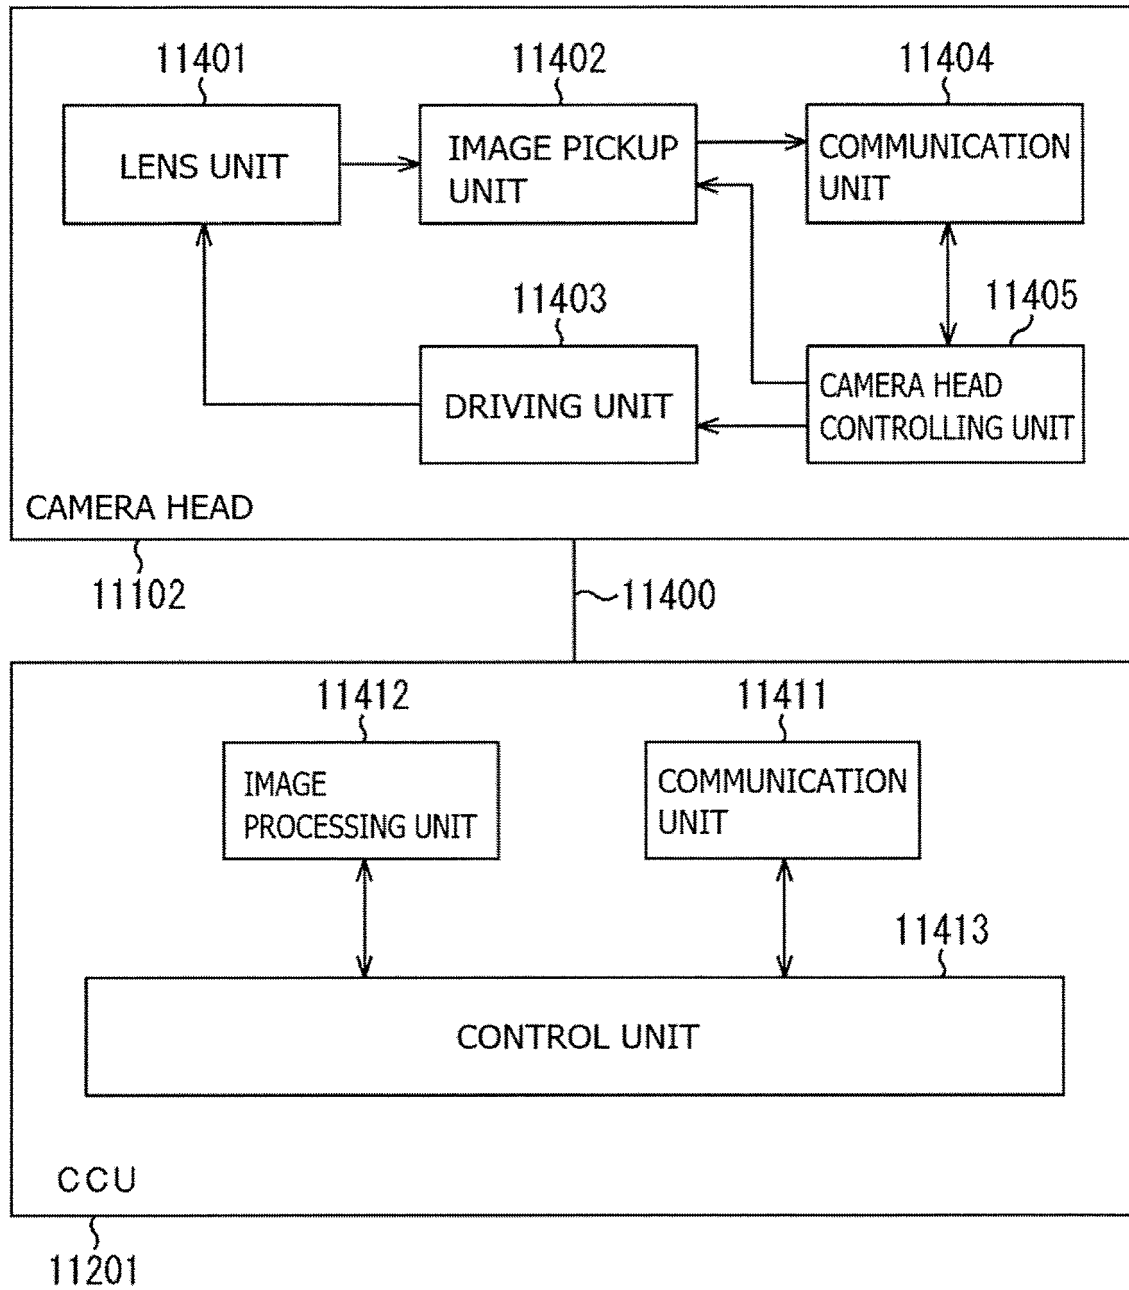 11401
11402
11404
LENS UNIT
IMAGE PICKUP
UNIT
COMMUNICATION
UNIT
11403
11405
DRIVING UNIT
CAMERA HEAD
CONTROLLING UNIT
CAMERA HEAD
11102
11400
11412
11411
IMAGE
PROCESSING UNIT
COMMUNICATION
UNIT
11413
CONTROL UNIT
CCU
11201